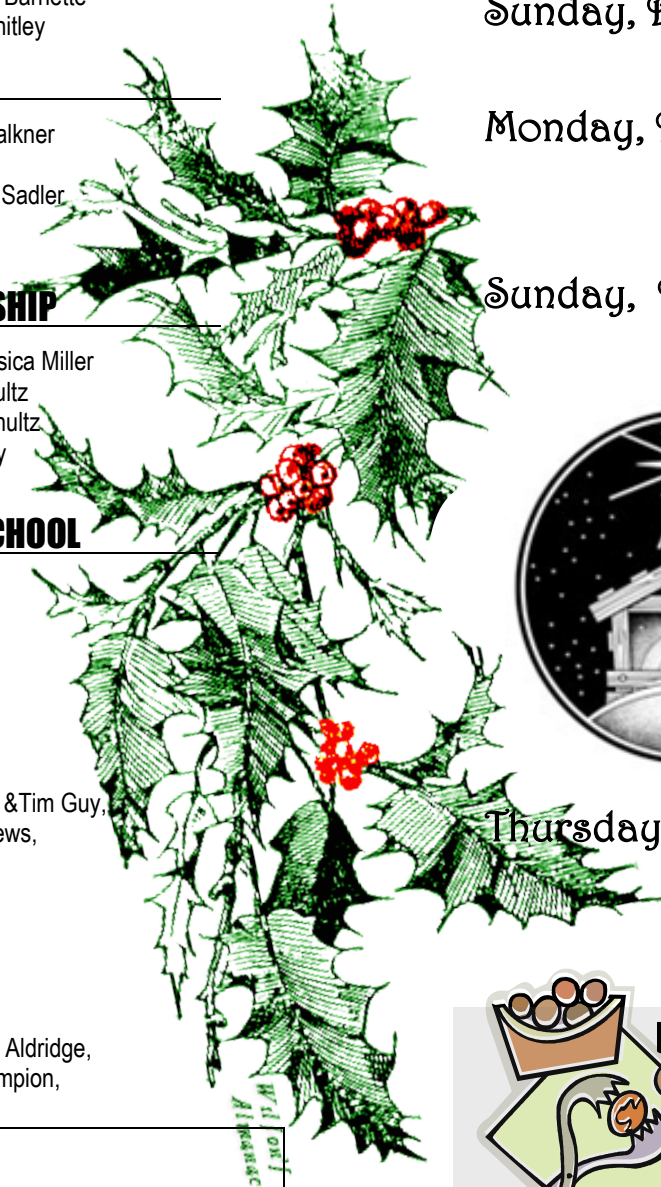 Barnette
hitley
alkner
Sadler
SHIP
sica Miller
ultz
hultz
y
CHOOL
&Tim Guy,
ews,
Aldridge,
mpion,
Sunday,
Monday,
Sunday,
Thursday
Almanac